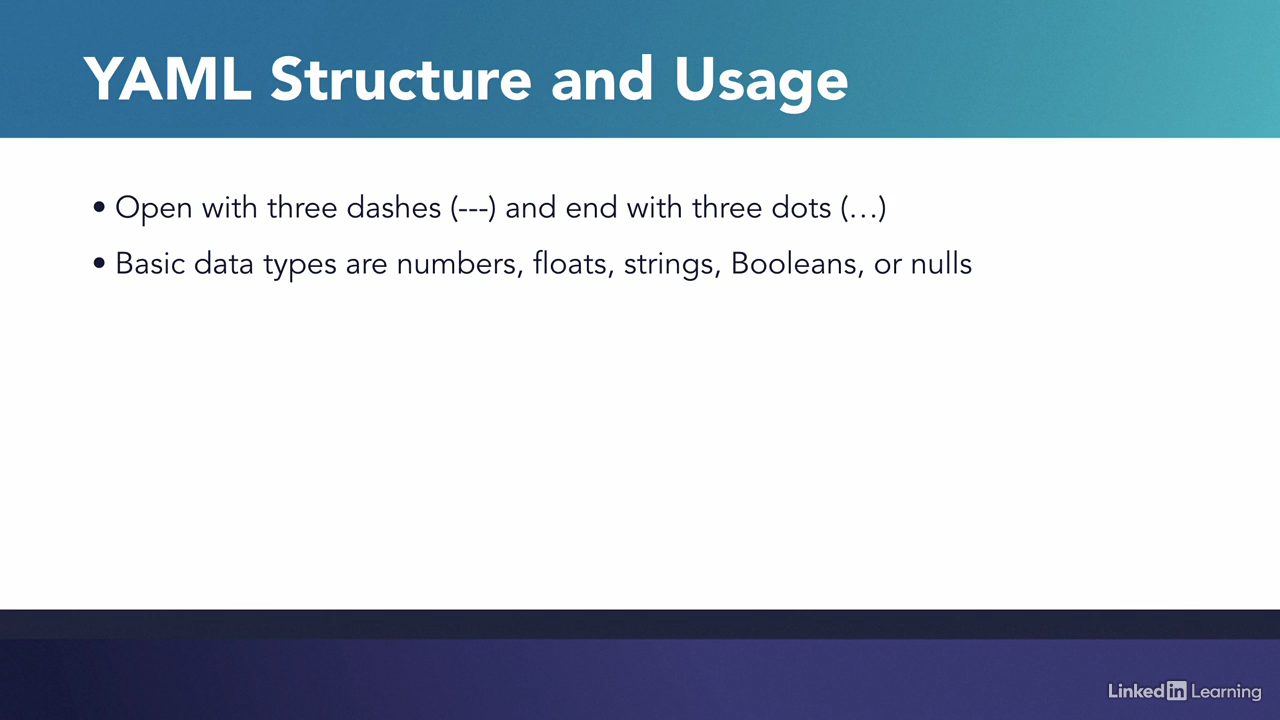 YAML Structure and Usage
• Open with three dashes (---) and end with three dots (…)
• Basic data types are numbers, floats, strings, Booleans, or nulls
Linked in Learning